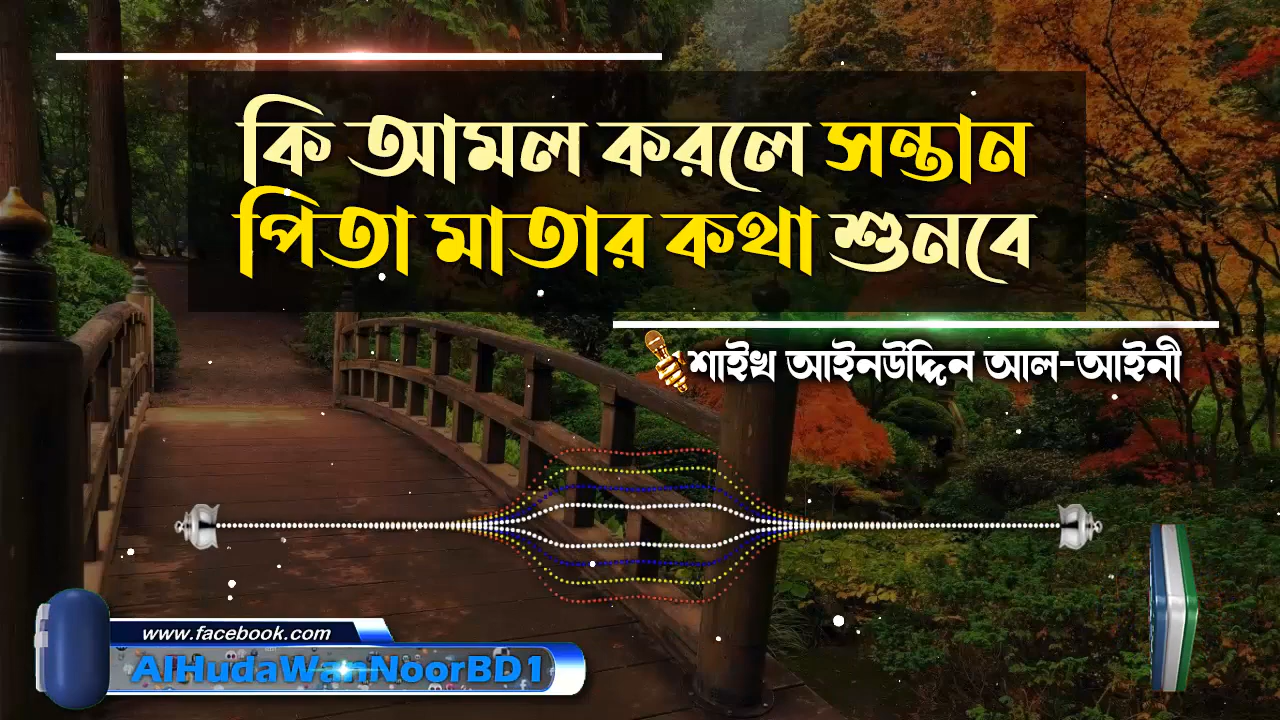 কি আমল করলে সন্তান
পিতা মাতার কথা শুনবে
শাইখ আইনউদ্দিন আল-আইনী
www.facebook.com
AlHudaWanNoorBD1